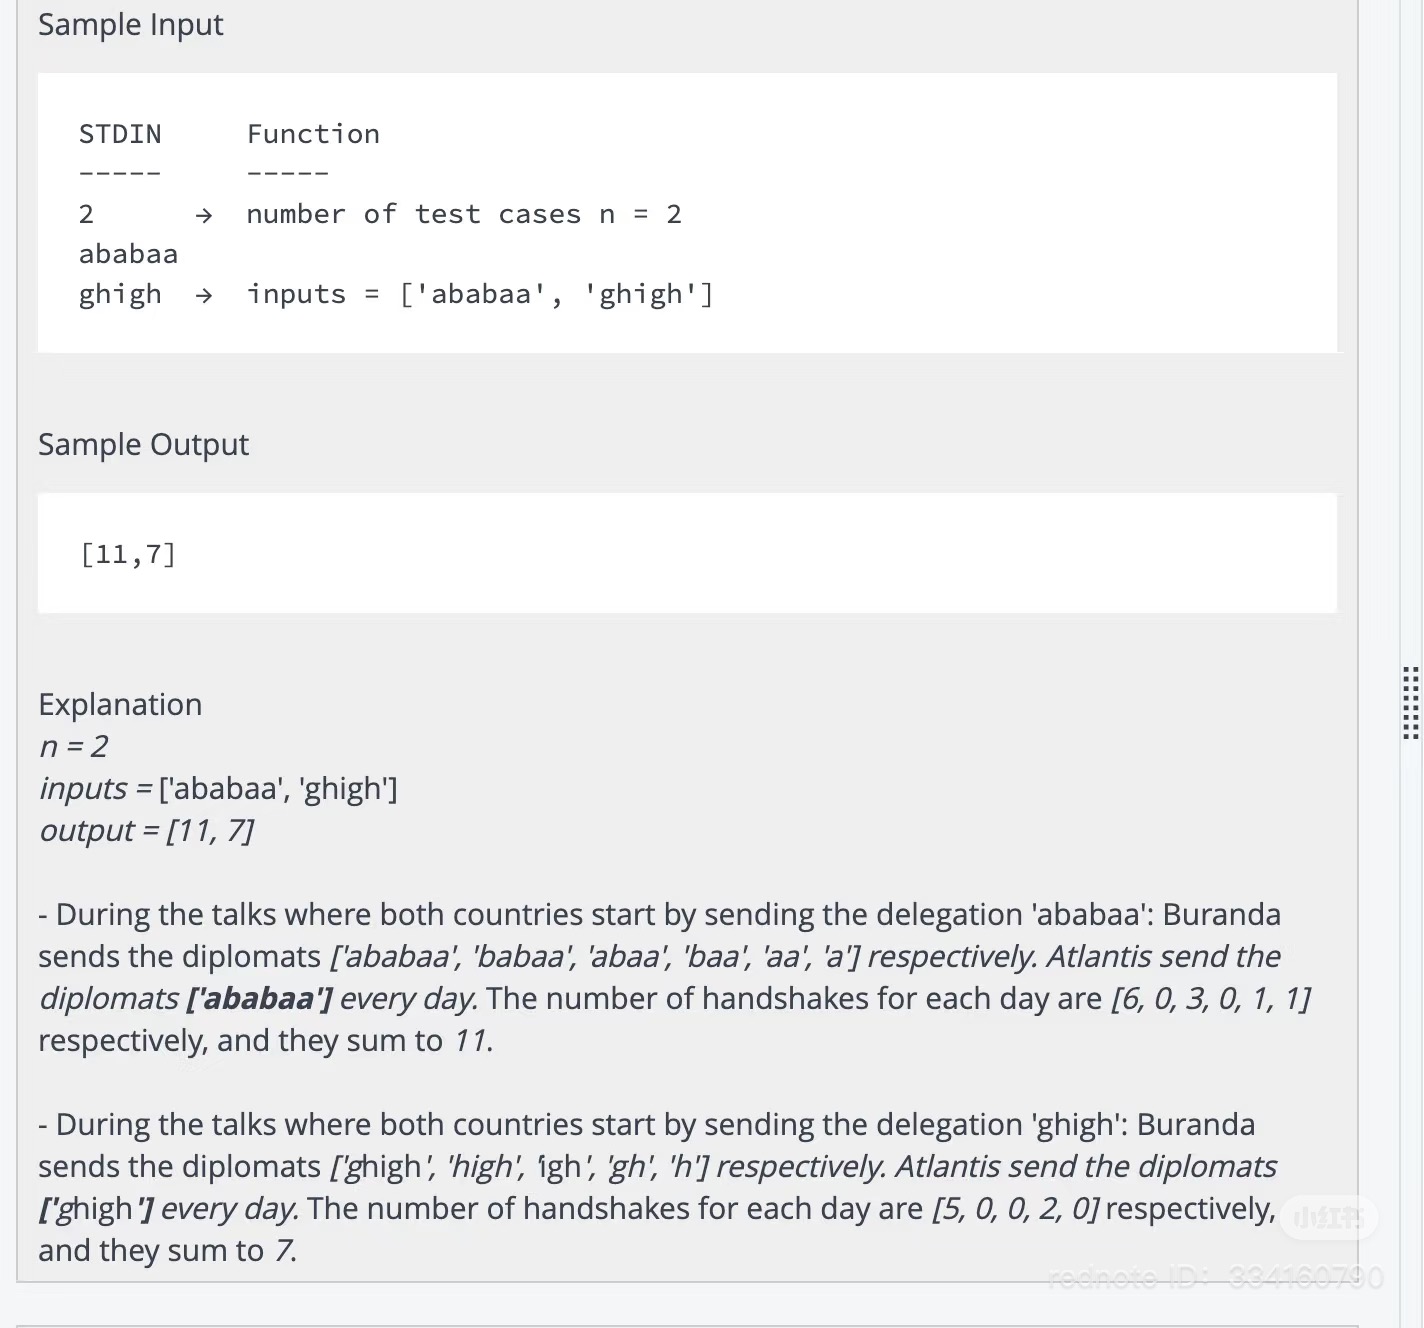 Sample Input
STDIN Function
----- -----
2 → number of test cases n = 2
ababaa
ghigh → inputs = ['ababaa', 'ghigh']
Sample Output
[11,7]
Explanation
n = 2
inputs = ['ababaa', 'ghigh']
output = [11, 7]
- During the talks where both countries start by sending the delegation 'ababaa': Buranda
sends the diplomats ['ababaa', 'babaa', 'abaa', 'baa', 'aa', 'a'] respectively. Atlantis send the
diplomats ['ababaa'] every day. The number of handshakes for each day are [6, 0, 3, 0, 1, 1]
respectively, and they sum to 11.
- During the talks where both countries start by sending the delegation 'ghigh': Buranda
sends the diplomats ['ghigh', 'high', 'igh', 'gh', 'h'] respectively. Atlantis send the diplomats
['ghigh'] every day. The number of handshakes for each day are [5, 0, 0, 2, 0] respectively,
and they sum to 7.
小红书
rednote ID: 334160790